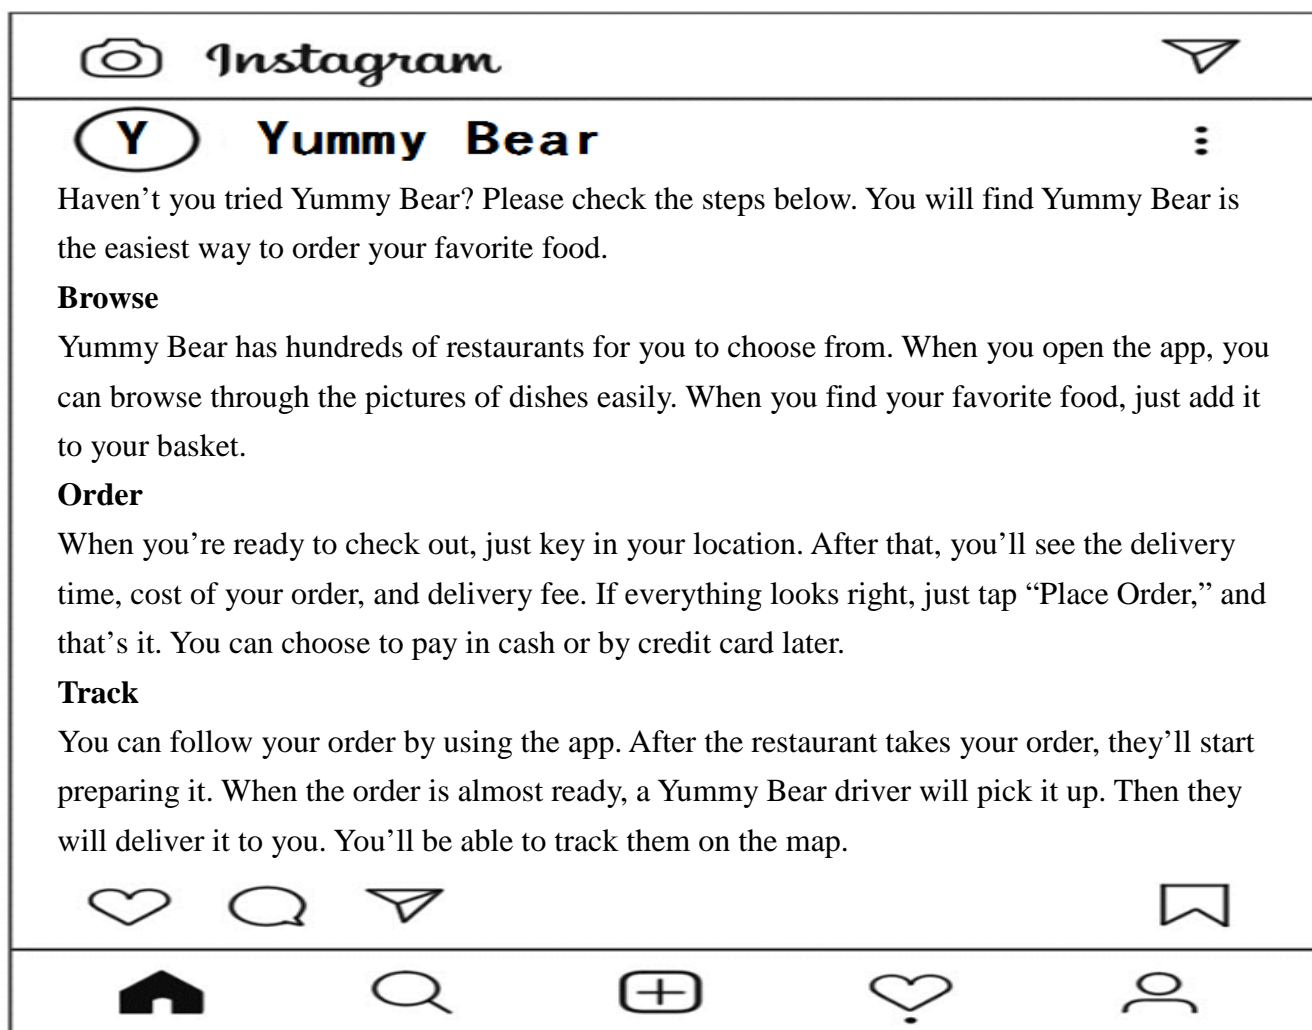 Instagram
Y Yummy Bear
Haven’t you tried Yummy Bear? Please check the steps below. You will find Yummy Bear is
the easiest way to order your favorite food.
Browse
Yummy Bear has hundreds of restaurants for you to choose from. When you open the app, you
can browse through the pictures of dishes easily. When you find your favorite food, just add it
to your basket.
Order
When you’re ready to check out, just key in your location. After that, you’ll see the delivery
time, cost of your order, and delivery fee. If everything looks right, just tap “Place Order,” and
that’s it. You can choose to pay in cash or by credit card later.
Track
You can follow your order by using the app. After the restaurant takes your order, they’ll start
preparing it. When the order is almost ready, a Yummy Bear driver will pick it up. Then they
will deliver it to you. You’ll be able to track them on the map.